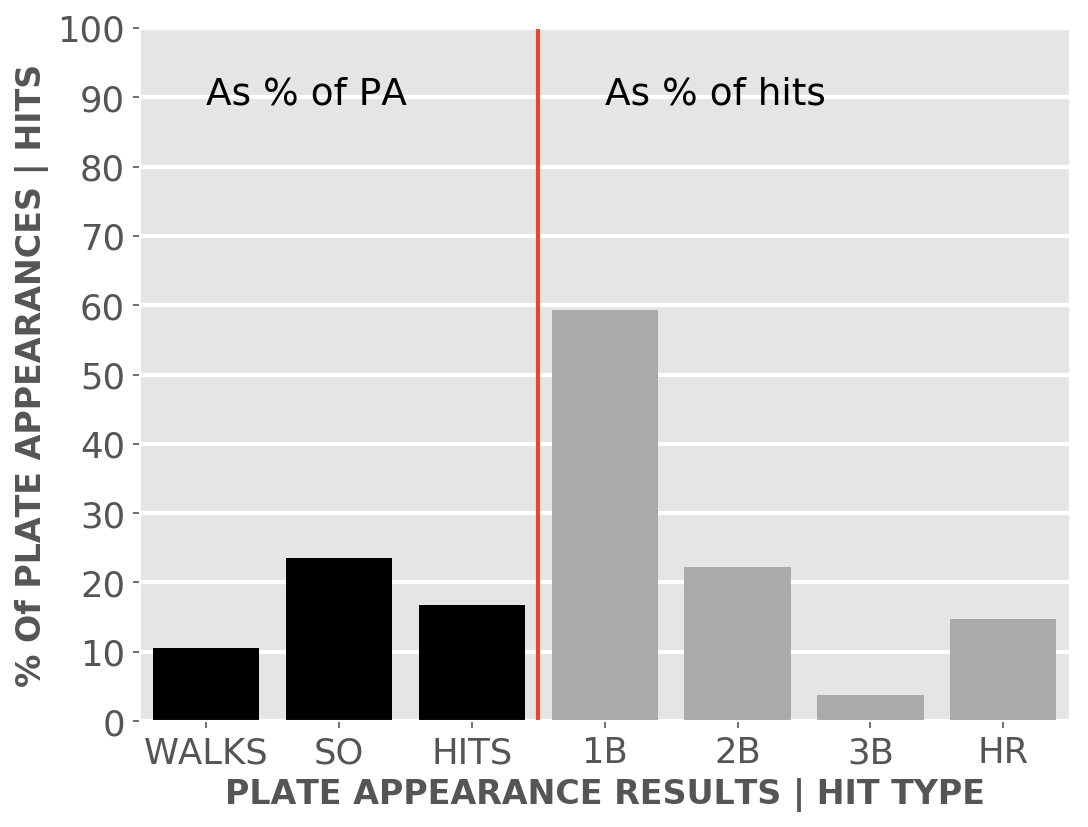 % Of PLATE APPEARANCES | HITS
100
90
80
70
60
50
40
30
20
10
0
As % of PA
As % of hits
WALKS SO HITS 1B 2B 3B HR
PLATE APPEARANCE RESULTS | HIT TYPE